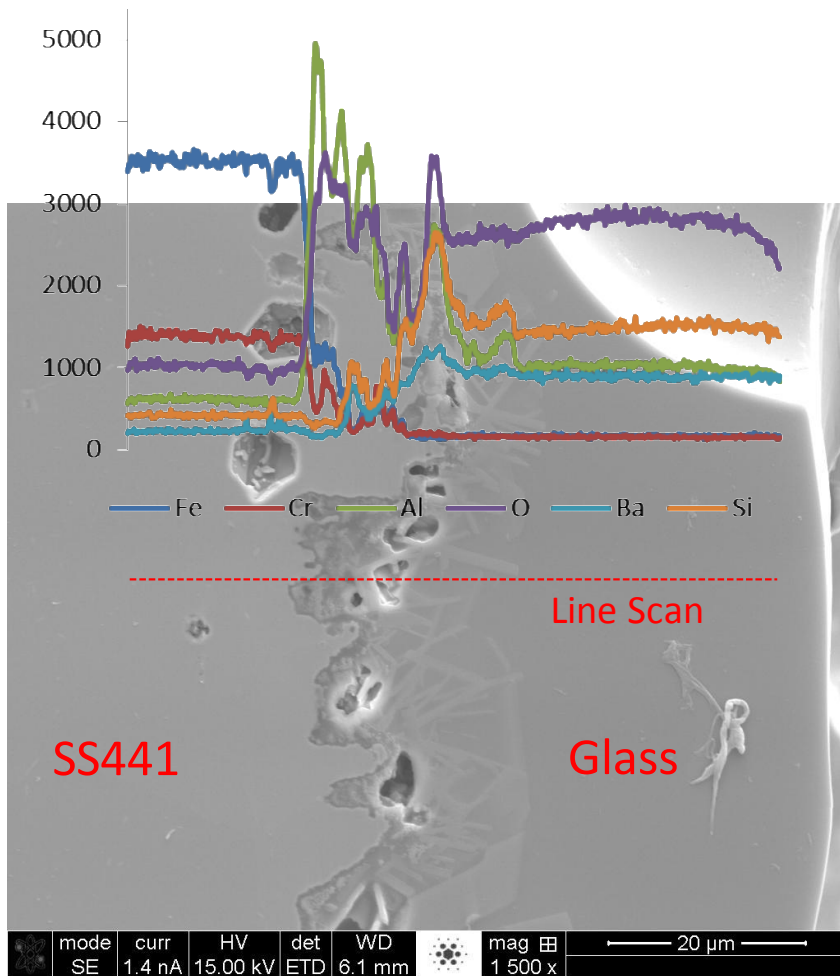 5000
4000
3000
2000
1000
0
Fe Cr Al O Ba Si
Line Scan
SS441 Glass
mode curr HV det WD mag 20 µm
SE 1.4 nA 15.00 kV ETD 6.1 mm 1 500 x